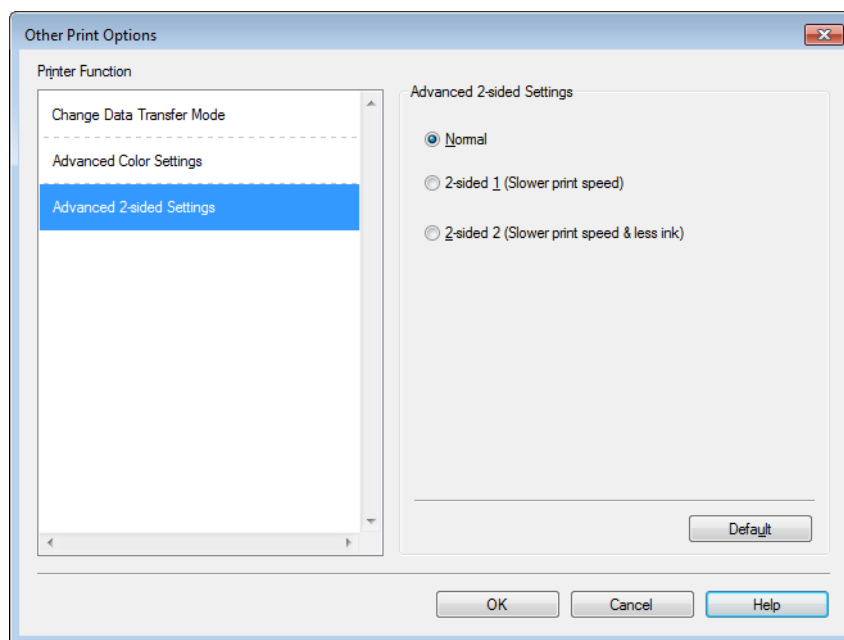 Other Print Options
Printer Function
Change Data Transfer Mode
Advanced Color Settings
Advanced 2-sided Settings
Advanced 2-sided Settings
Normal
2-sided 1 (Slower print speed)
2-sided 2 (Slower print speed & less ink)
Default
OK Cancel Help